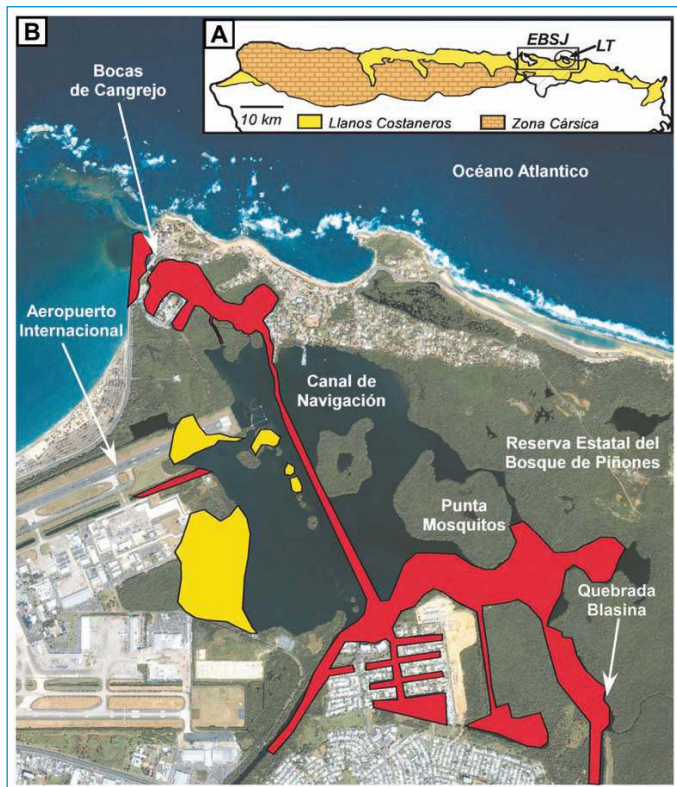 B
A
EBSJ
LT
10 km
Llanos Costaneros
Zona Cársica
Bocas
de Cangrejo
Océano Atlantico
Aeropuerto
Internacional
Canal de
Navigación
Reserva Estatal del
Bosque de Piñones
Punta
Mosquitos
Quebrada
Blasina